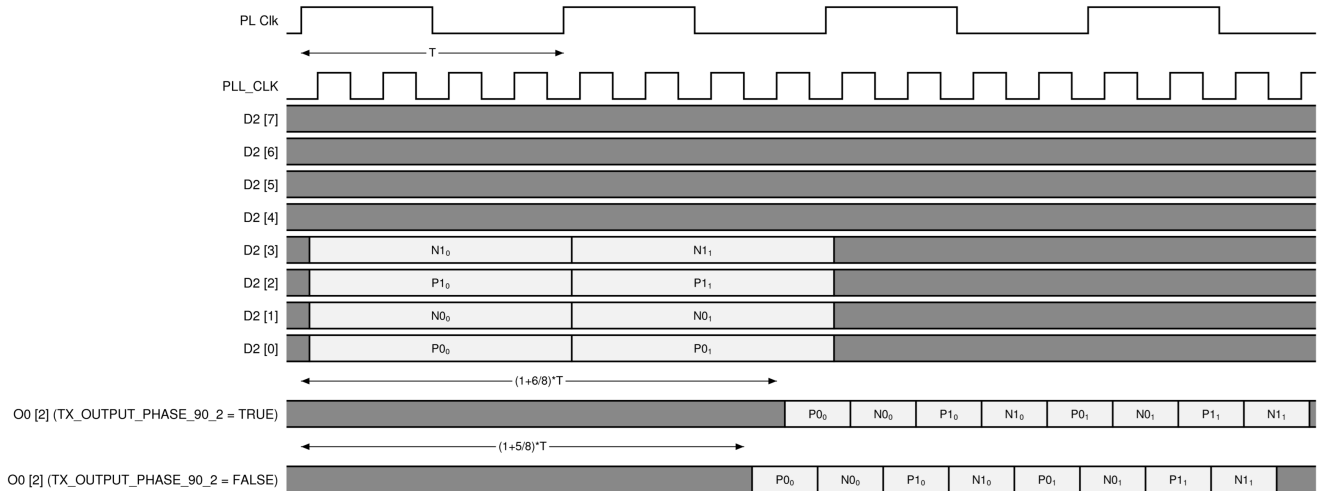 PL Clk
T
PLL_CLK
D2 [7]
D2 [6]
D2 [5]
D2 [4]
D2 [3] N1₀ N1₁
D2 [2] P1₀ P1₁
D2 [1] N0₀ N0₁
D2 [0] P0₀ P0₁
(1+6/8)*T
O0 [2] (TX_OUTPUT_PHASE_90_2 = TRUE) P0₀ N0₀ P1₀ N1₀ P0₁ N0₁ P1₁ N1₁
(1+5/8)*T
O0 [2] (TX_OUTPUT_PHASE_90_2 = FALSE) P0₀ N0₀ P1₀ N1₀ P0₁ N0₁ P1₁ N1₁